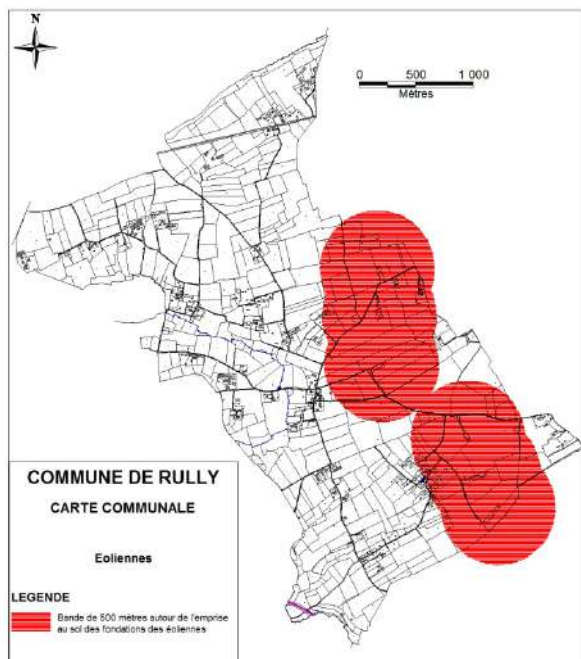 N
0 500 1 000
Mètres
COMMUNE DE RULLY
CARTE COMMUNALE
Eoliennes
LEGENDE
Bande de 500 mètres autour de l'emprise
au sol des fondations des éoliennes